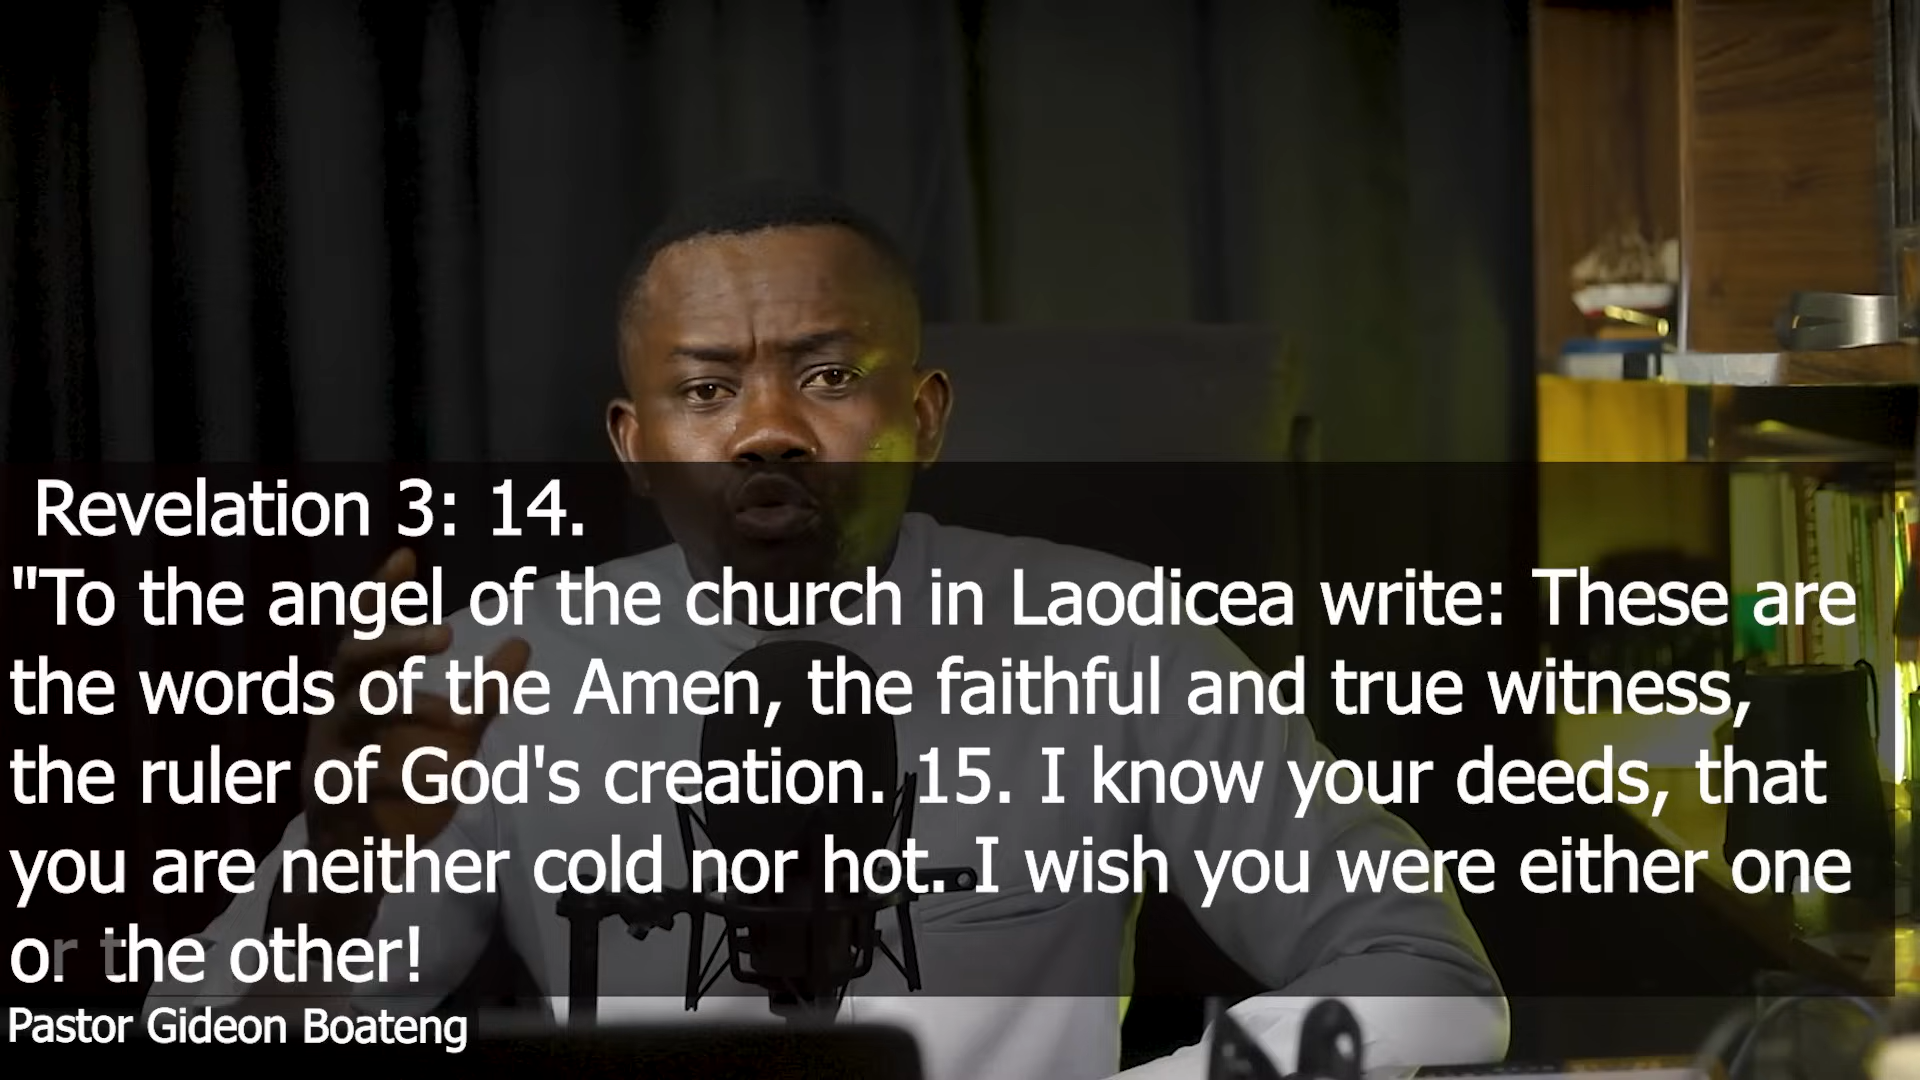 Revelation 3: 14.
"To the angel of the church in Laodicea write: These are
the words of the Amen, the faithful and true witness,
the ruler of God's creation. 15. I know your deeds, that
you are neither cold nor hot. I wish you were either one
or the other!
Pastor Gideon Boateng